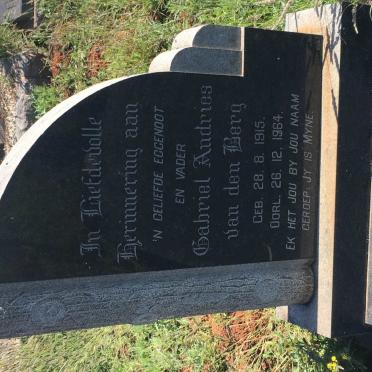 In Liefdevolle
Herinnering aan
'N GELIEFDE EGGENOOT
EN VADER
Gabriel Andries
van den Berg
GEB. 28. 8. 1915.
OORL. 26. 12. 1964.
EK HET JOU BY JOU NAAM
GEROEP, JY IS MYNE.